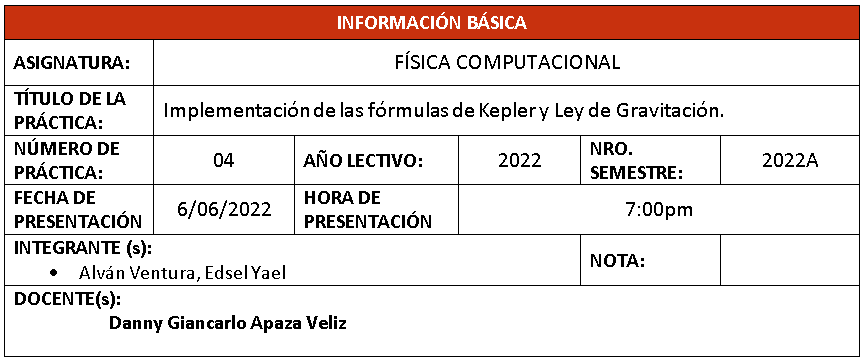 INFORMACIÓN BÁSICA
ASIGNATURA: FÍSICA COMPUTACIONAL
TÍTULO DE LA PRÁCTICA: Implementación de las fórmulas de Kepler y Ley de Gravitación.
NÚMERO DE PRÁCTICA: 04 AÑO LECTIVO: 2022 NRO. SEMESTRE: 2022A
FECHA DE PRESENTACIÓN 6/06/2022 HORA DE PRESENTACIÓN 7:00pm
INTEGRANTE (s):
• Alván Ventura, Edsel Yael
NOTA:
DOCENTE(s):
Danny Giancarlo Apaza Veliz